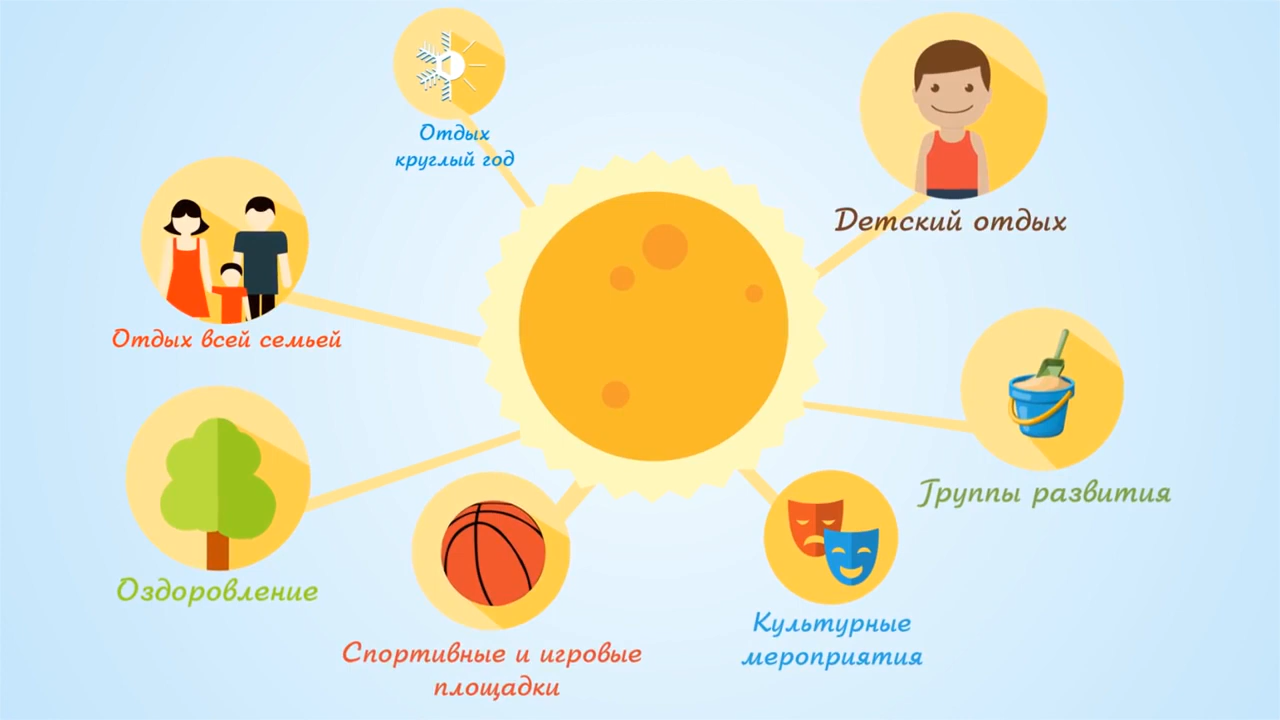 Отдых
круглый год
Детский отдых
Отдых всей семьей
Группы развития
Оздоровление
Культурные
мероприятия
Спортивные и игровые
площадки